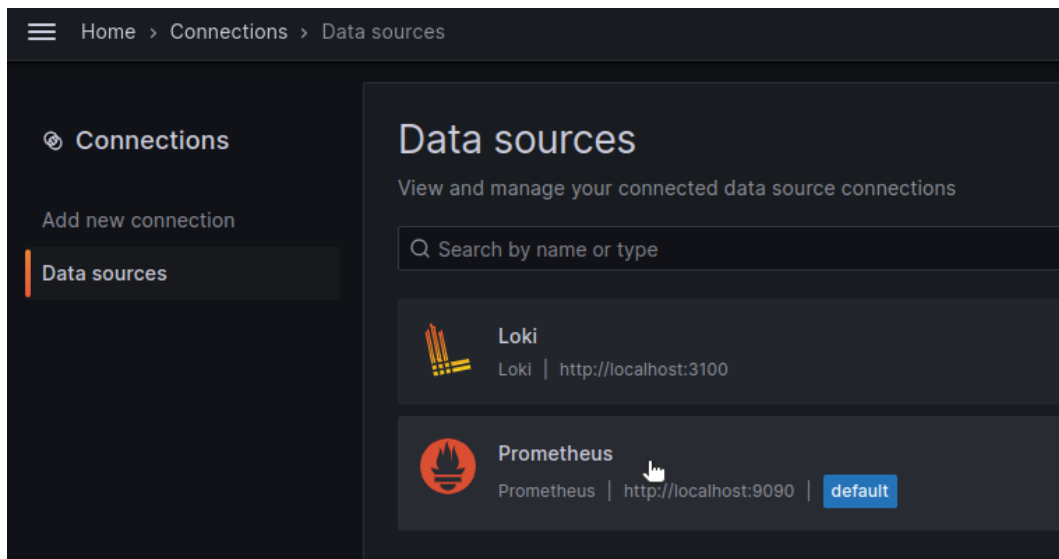 Home > Connections > Data sources
Connections
Add new connection
Data sources
Data sources
View and manage your connected data source connections
Search by name or type
Loki
Loki | http://localhost:3100
Prometheus
Prometheus | http://localhost:9090 | default